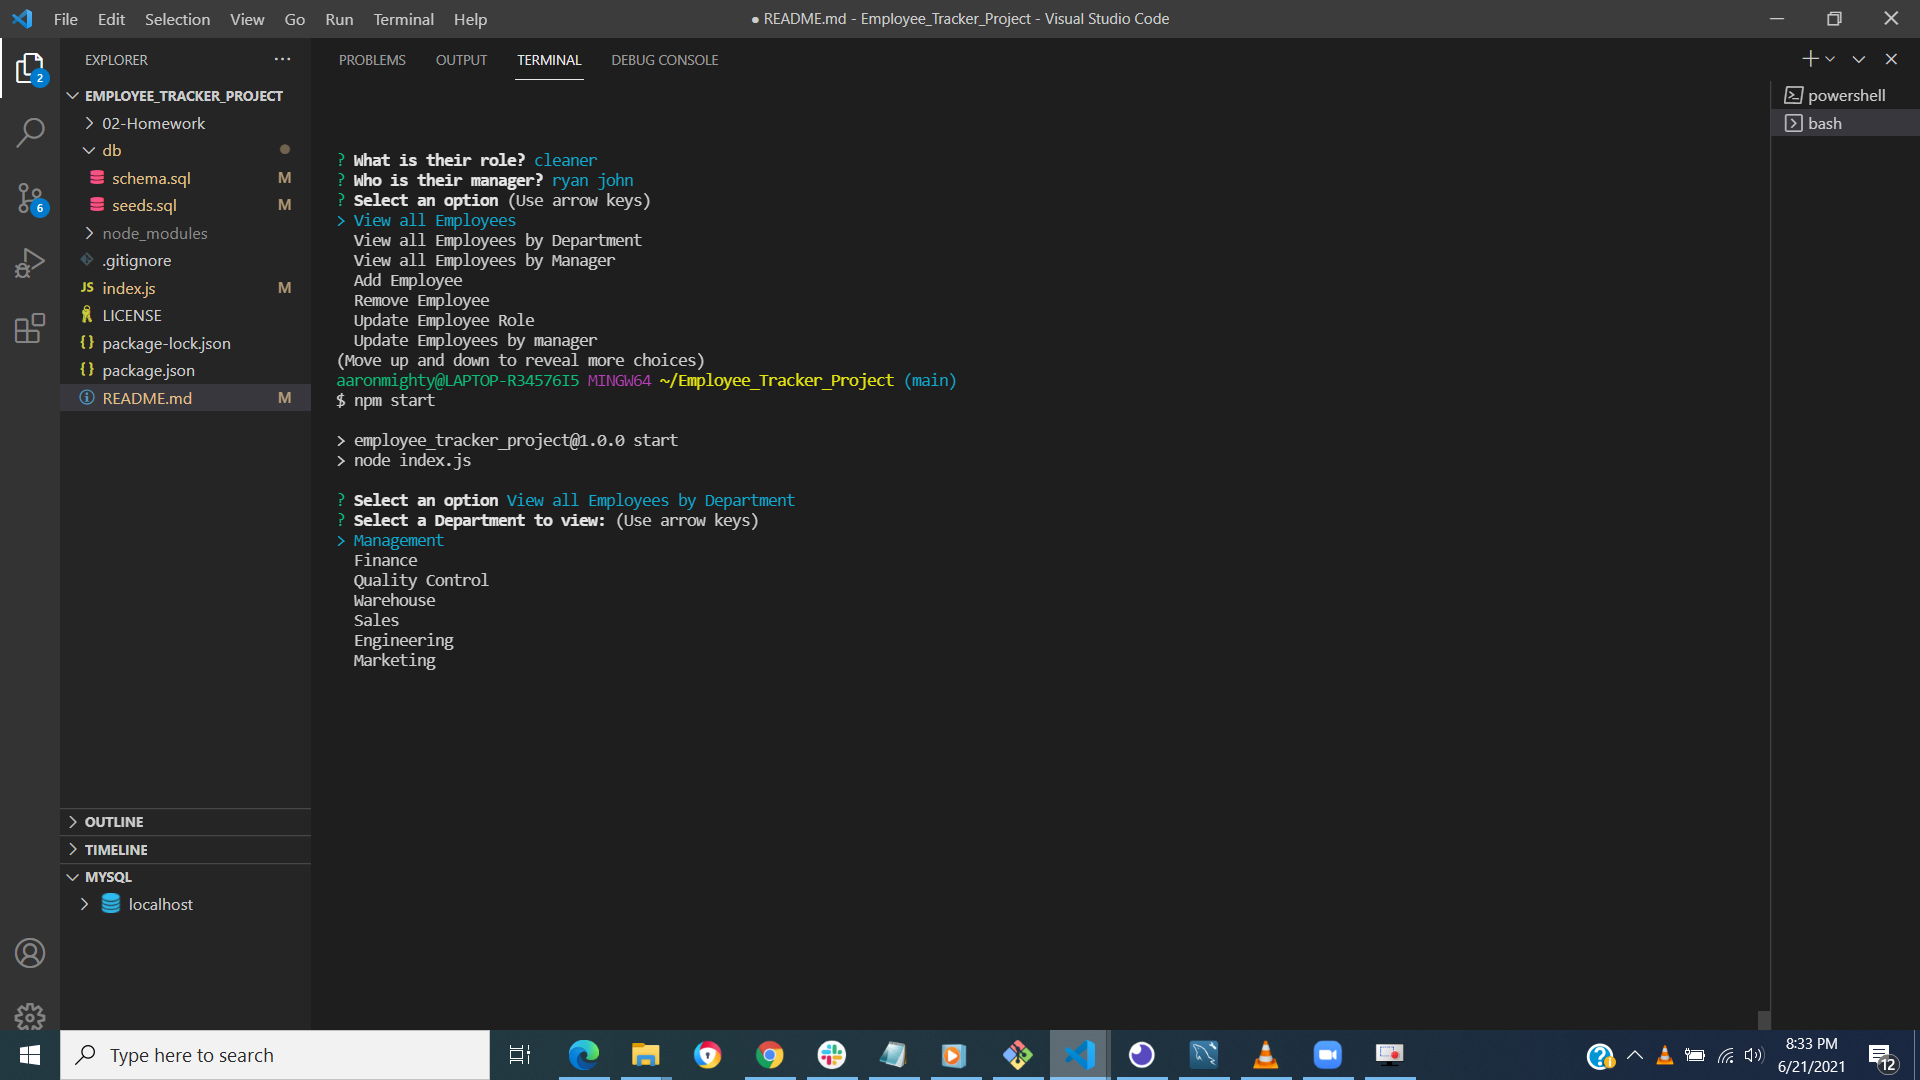 File Edit Selection View Go Run Terminal Help
● README.md - Employee_Tracker_Project - Visual Studio Code
EXPLORER
PROBLEMS OUTPUT TERMINAL DEBUG CONSOLE
2
EMPLOYEE_TRACKER_PROJECT
02-Homework
db
schema.sql M
seeds.sql M
6
node_modules
.gitignore
JS index.js M
LICENSE
{} package-lock.json
{} package.json
README.md M
OUTLINE
TIMELINE
MYSQL
localhost
? What is their role? cleaner
? Who is their manager? ryan john
? Select an option (Use arrow keys)
> View all Employees
View all Employees by Department
View all Employees by Manager
Add Employee
Remove Employee
Update Employee Role
Update Employees by manager
(Move up and down to reveal more choices)
aaronmighty@LAPTOP-R34576I5 MINGW64 ~/Employee_Tracker_Project (main)
$ npm start
> employee_tracker_project@1.0.0 start
> node index.js
? Select an option View all Employees by Department
? Select a Department to view: (Use arrow keys)
> Management
Finance
Quality Control
Warehouse
Sales
Engineering
Marketing
powershell
bash
Type here to search
8:33 PM
6/21/2021
12